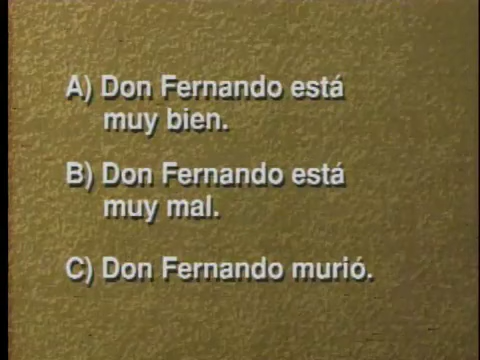 A) Don Fernando está
muy bien.
B) Don Fernando está
muy mal.
C) Don Fernando murió.